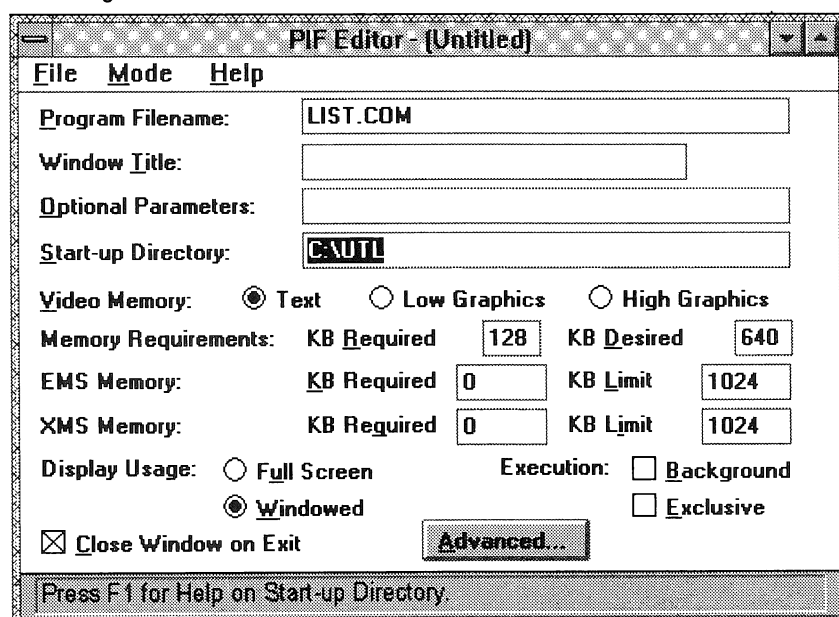 PIF Editor - (Untitled)
File Mode Help
Program Filename: LIST.COM
Window Title:
Optional Parameters:
Start-up Directory: C:\UTL
Video Memory: Text Low Graphics High Graphics
Memory Requirements: KB Required 128 KB Desired 640
EMS Memory: KB Required 0 KB Limit 1024
XMS Memory: KB Required 0 KB Limit 1024
Display Usage: Full Screen Execution: Background
Windowed Exclusive
Close Window on Exit Advanced...
Press F1 for Help on Start-up Directory.